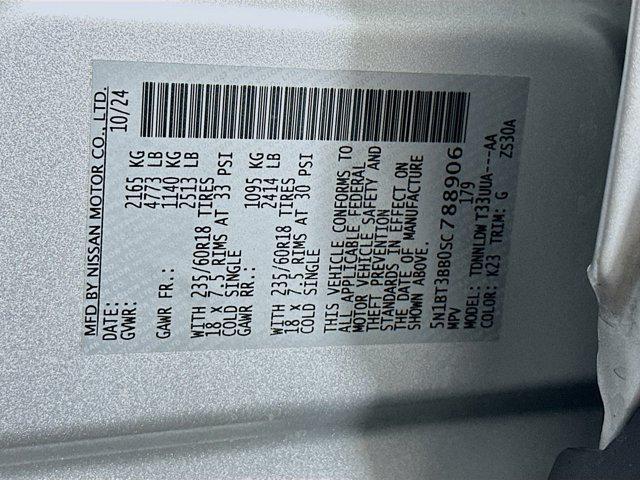 MFD BY NISSAN MOTOR CO., LTD.
DATE: 10/24
GVWR: 2165 KG
4773 LB
GAWR FR.: 1140 KG
2513 LB
WITH 235/60R18 TIRES
18 X 7.5 RIMS AT 33 PSI
COLD SINGLE
GAWR RR.: 1095 KG
2414 LB
WITH 235/60R18 TIRES
18 X 7.5 RIMS AT 30 PSI
COLD SINGLE
THIS VEHICLE CONFORMS TO
ALL APPLICABLE FEDERAL
MOTOR VEHICLE SAFETY AND
THEFT PREVENTION
STANDARDS IN EFFECT ON
THE DATE OF MANUFACTURE
SHOWN ABOVE.
5N1BT3BB0SC788906
MPV 179
MODEL: TDNNLDW T33UUA---AA
COLOR: K23 TRIM: G ZS30A